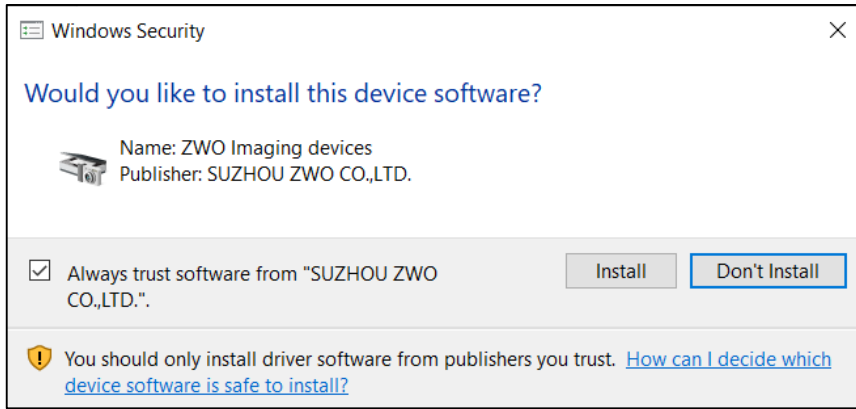 Windows Security
Would you like to install this device software?
Name: ZWO Imaging devices
Publisher: SUZHOU ZWO CO.,LTD.
Always trust software from "SUZHOU ZWO
CO.,LTD.".
Install
Don't Install
You should only install driver software from publishers you trust. How can I decide which
device software is safe to install?